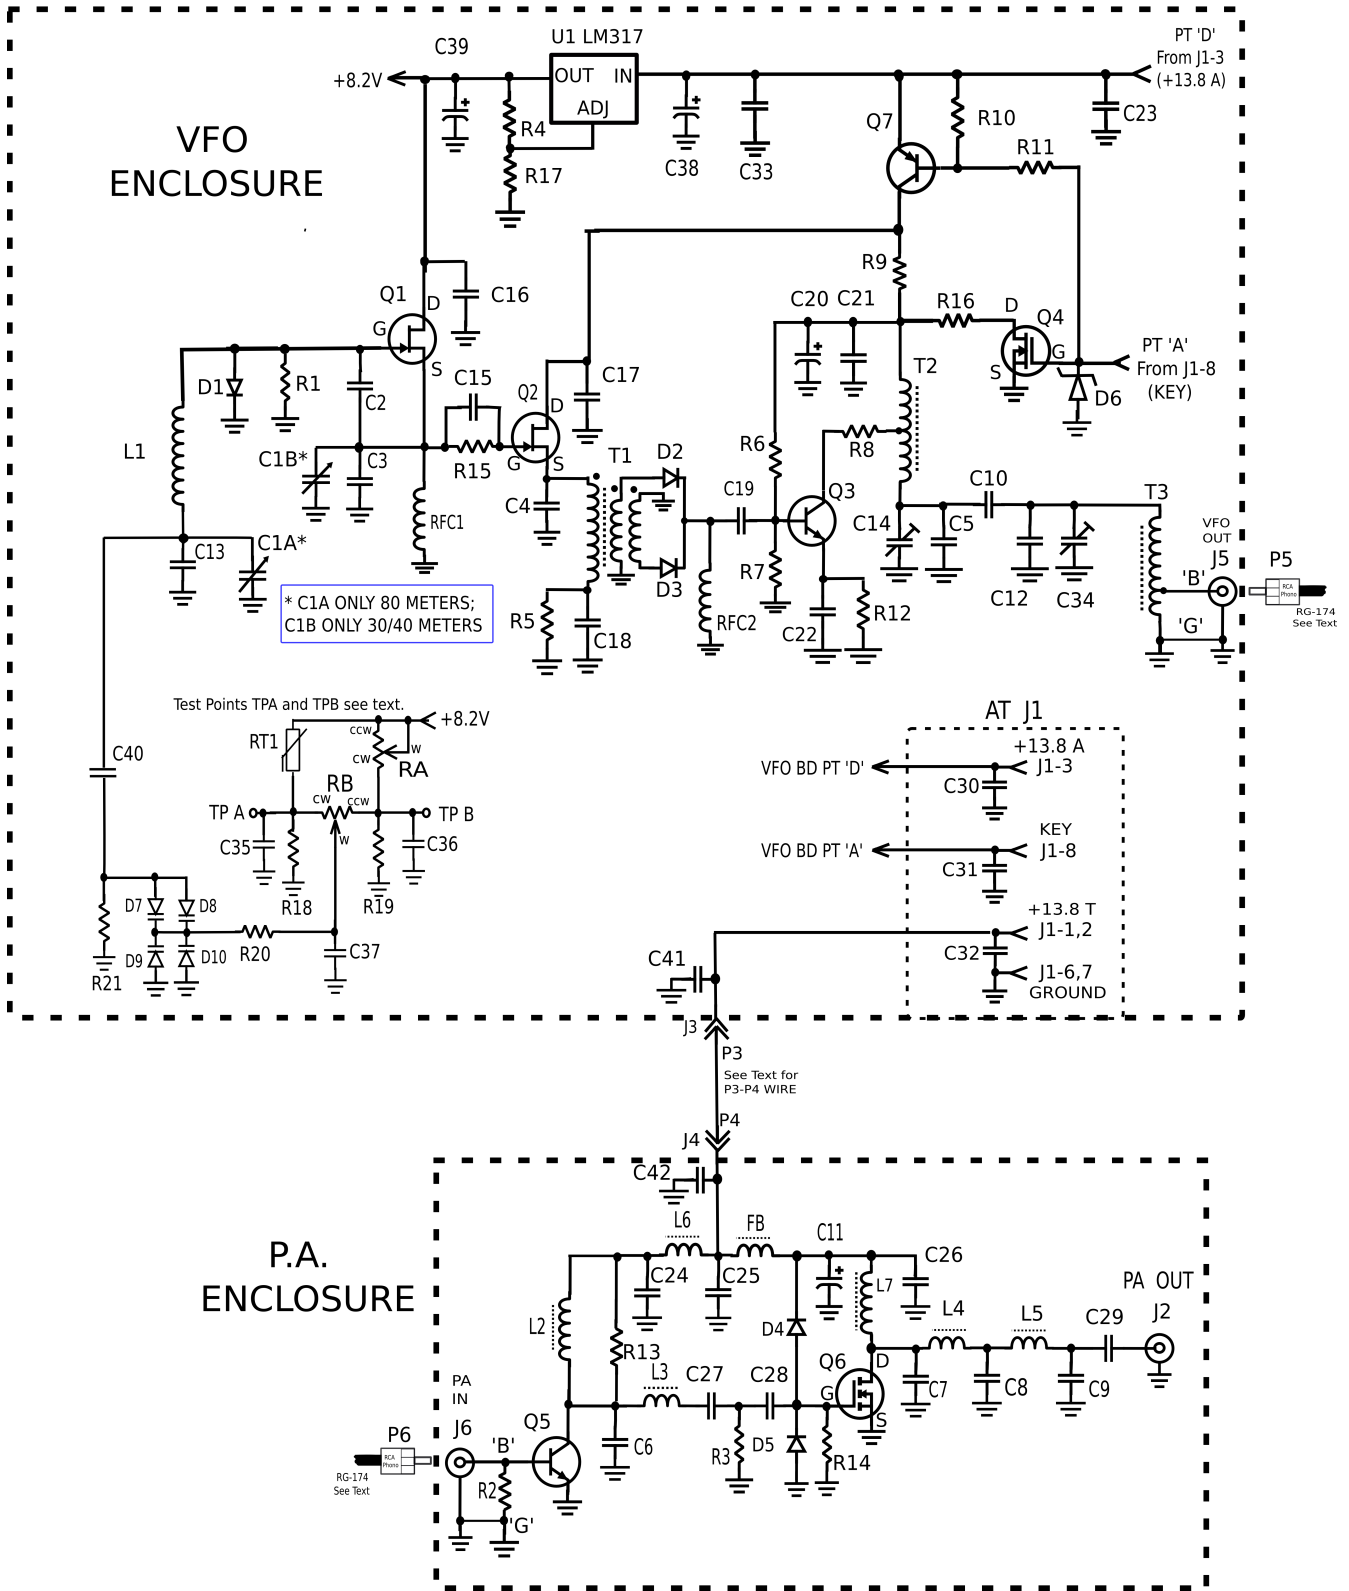 U1 LM317
PT 'D'
From J1-3
(+13.8 A)
C39
+8.2V
OUT IN
ADJ
R4
R17
C38
C33
Q7
R10
R11
C23
VFO
ENCLOSURE
R9
Q1
D
G
S
C16
C20 C21
R16
D
Q4
G
S
PT 'A'
From J1-8
(KEY)
D6
D1
R1
C2
C15
Q2
D
G
S
C17
T2
L1
C1B*
C3
R15
T1
D2
R6
R8
C4
RFC1
C19
Q3
C10
T3
C14
C5
VFO
OUT
J5
P5
C13
C1A*
D3
R7
C12
C34
'B'
RCA
Phono
RG-174
See Text
* C1A ONLY 80 METERS;
C1B ONLY 30/40 METERS
R5
C18
RFC2
C22
R12
'G'
Test Points TPA and TPB see text.
RT1
ccw
+8.2V
cw
w
RA
C40
RB
cw
ccw
TP A
TP B
w
C35
C36
R18
R19
D7
D8
D9
D10
R20
C37
R21
AT J1
+13.8 A
VFO BD PT 'D'
J1-3
C30
KEY
VFO BD PT 'A'
J1-8
C31
+13.8 T
J1-1,2
C32
C41
J1-6,7
GROUND
J3
P3
See Text for
P3-P4 WIRE
P4
J4
C42
P.A.
ENCLOSURE
L6
FB
C11
C24
C25
C26
L7
PA OUT
J2
L2
R13
D4
L4
L5
C29
L3
C27
C28
Q6
D
G
S
C7
C8
C9
PA
IN
J6
P6
RCA
Phono
RG-174
See Text
'B'
Q5
C6
R3
D5
R14
R2
'G'